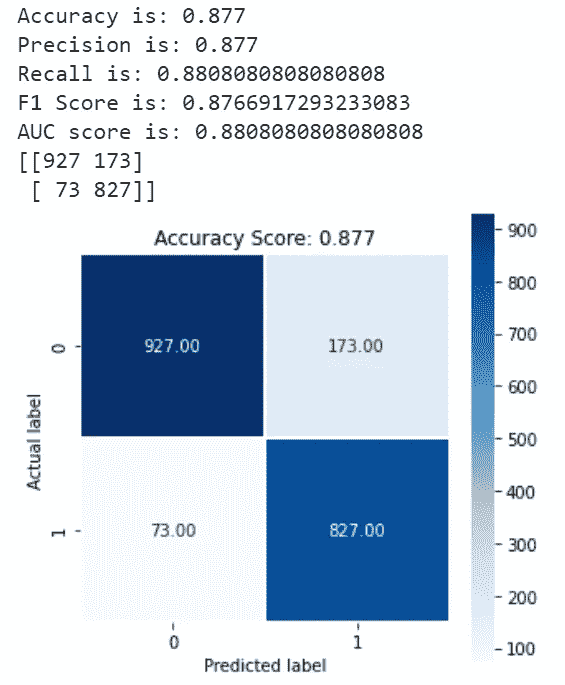 Accuracy is: 0.877
Precision is: 0.877
Recall is: 0.8808080808080808
F1 Score is: 0.8766917293233083
AUC score is: 0.8808080808080808
[[927 173]
 [ 73 827]]
Accuracy Score: 0.877
900
800
700
600
500
400
300
200
100
Actual label
0
927.00 173.00
1
73.00 827.00
0 1
Predicted label